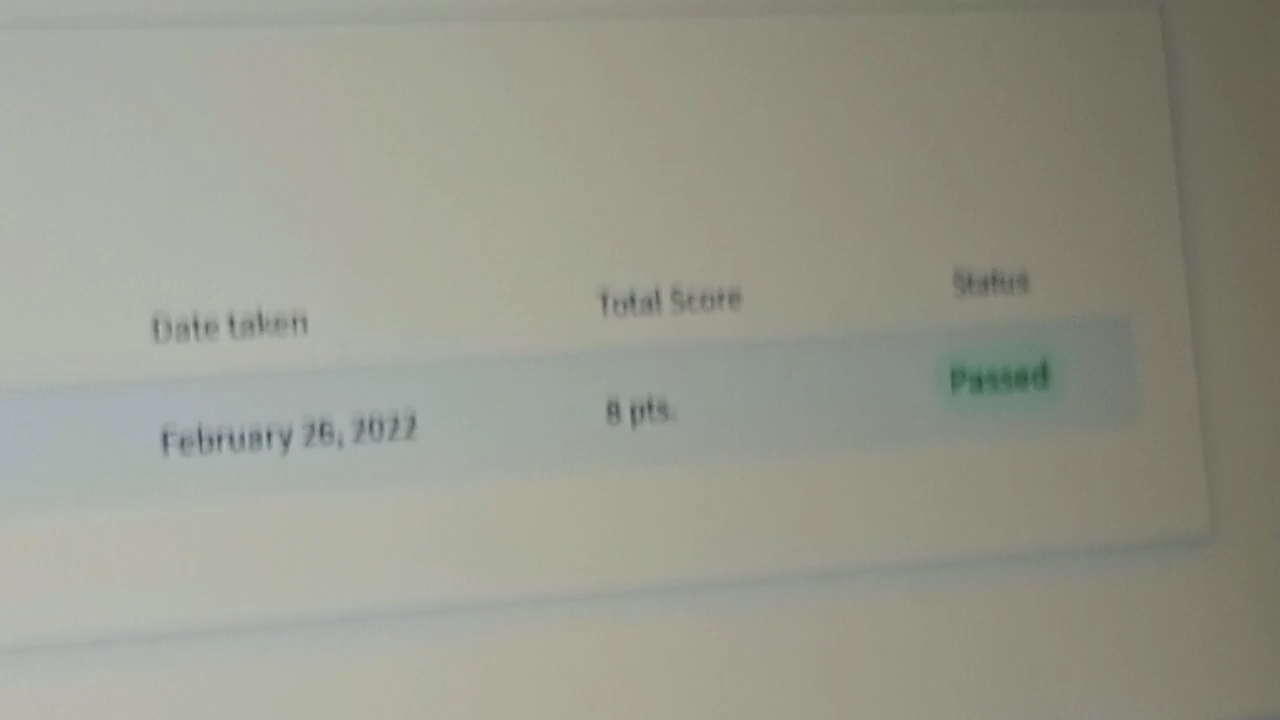 Date taken Total Score Status
February 26, 2022 8 pts. Passed